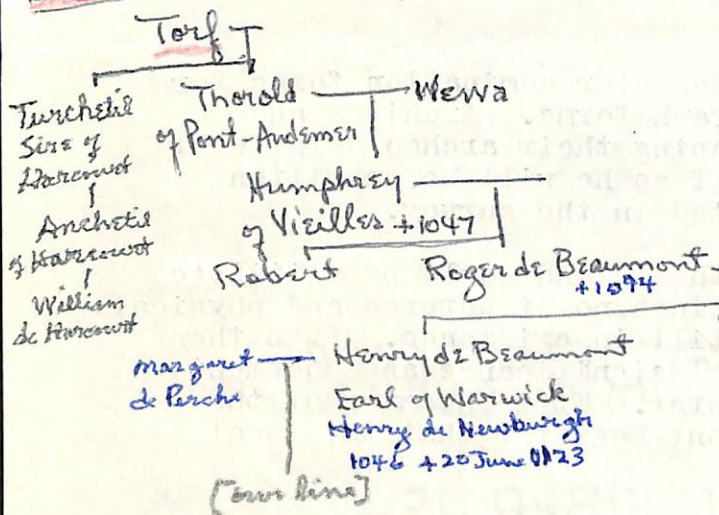 Torf
Turchetil
Sire of
Harcourt
Anchetil
of Harcourt
William
de Harcourt
Thorold
of Pont-Audemer
Wewa
Humphrey
of Vieilles +1047
Robert
Roger de Beaumont
+1094
Margaret
de Perche
Henry de Beaumont
Earl of Warwick
Henry de Newburgh
1046 +20 June 1123
[our line]